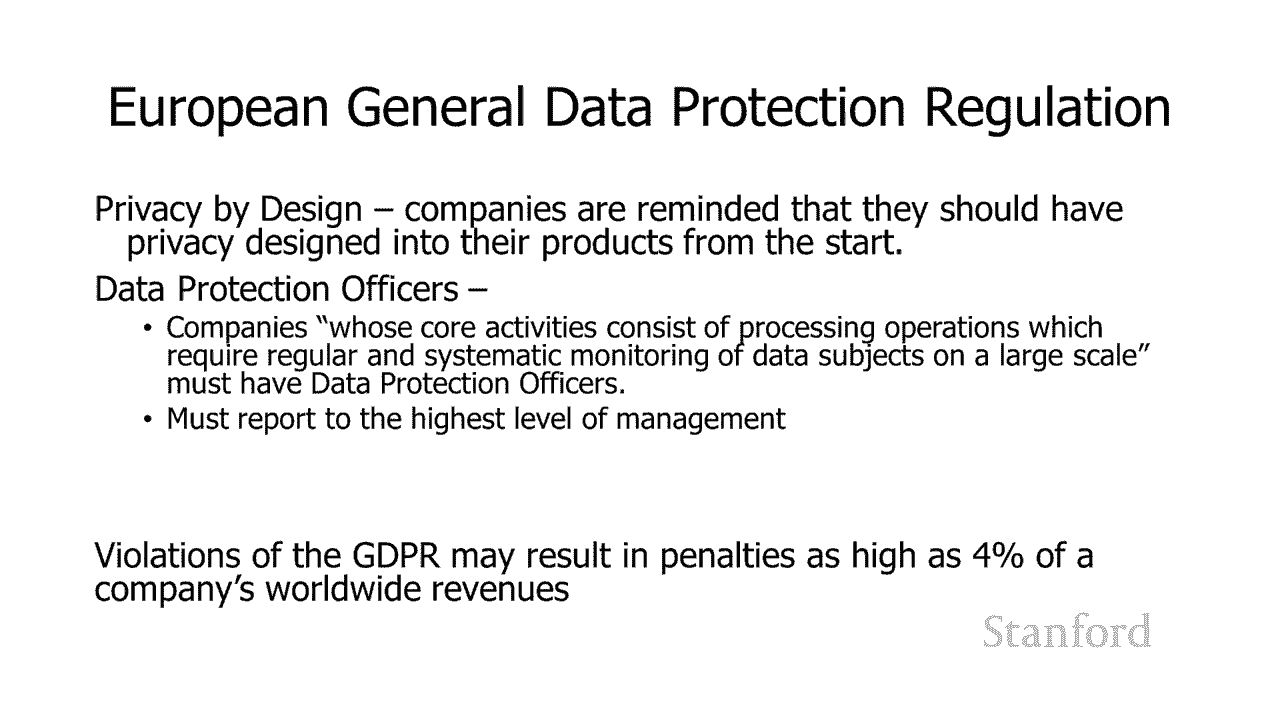 European General Data Protection Regulation
Privacy by Design – companies are reminded that they should have
privacy designed into their products from the start.
Data Protection Officers –
• Companies “whose core activities consist of processing operations which
require regular and systematic monitoring of data subjects on a large scale”
must have Data Protection Officers.
• Must report to the highest level of management
Violations of the GDPR may result in penalties as high as 4% of a
company’s worldwide revenues
Stanford